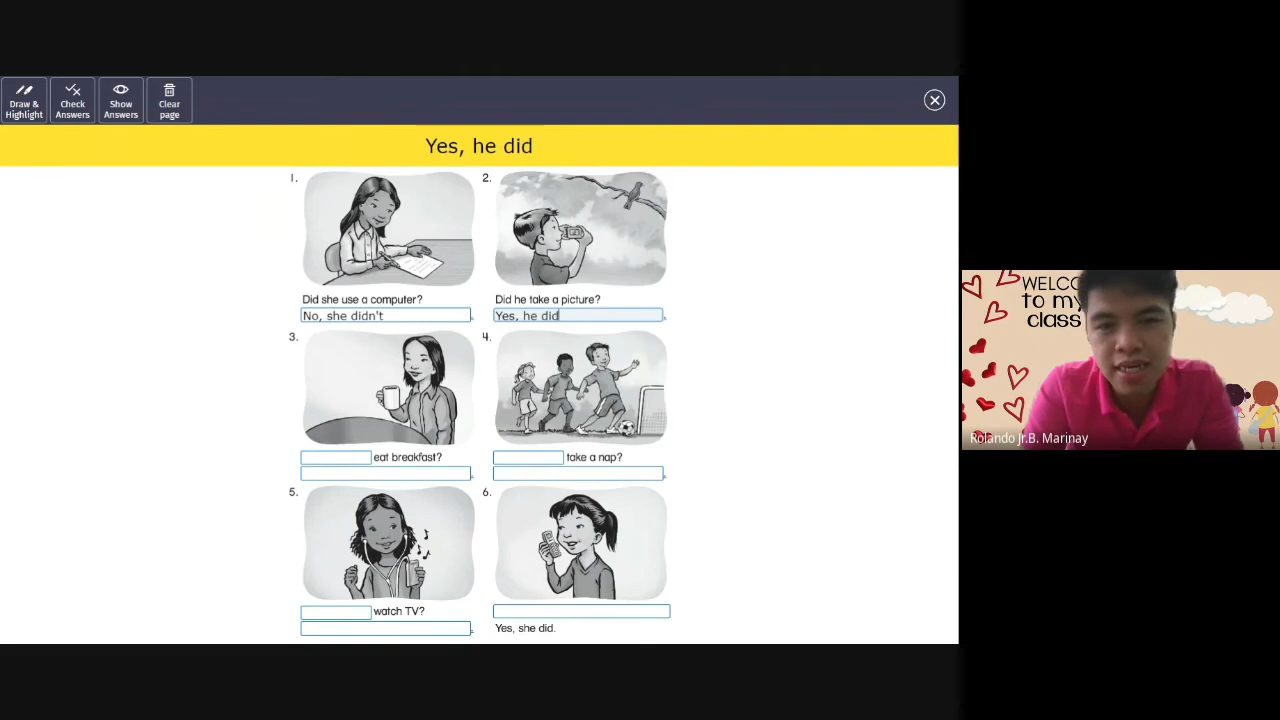 Draw &
Highlight
Check
Answers
Show
Answers
Clear
page
Yes, he did
1.
2.
Did she use a computer?
No, she didn't.
Did he take a picture?
Yes, he did.
3.
4.
eat breakfast?
.
take a nap?
.
5.
6.
watch TV?
.
Yes, she did.
WELCO
to my
class
Rolando Jr.B. Marinay